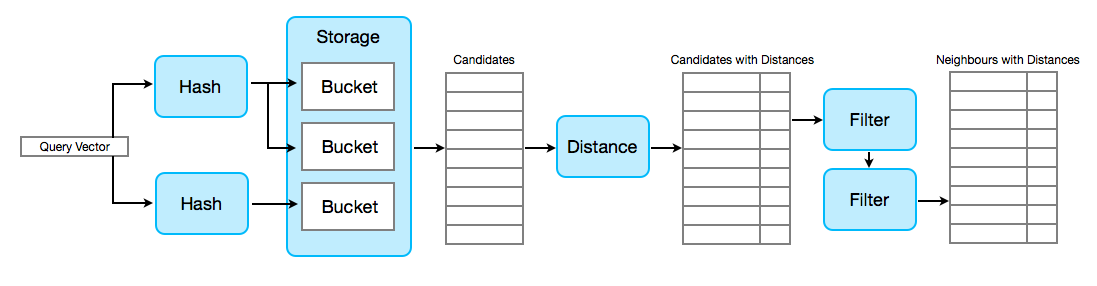 Storage
Candidates
Candidates with Distances
Neighbours with Distances
Hash
Bucket
Filter
Query Vector
Bucket
Distance
Hash
Bucket
Filter